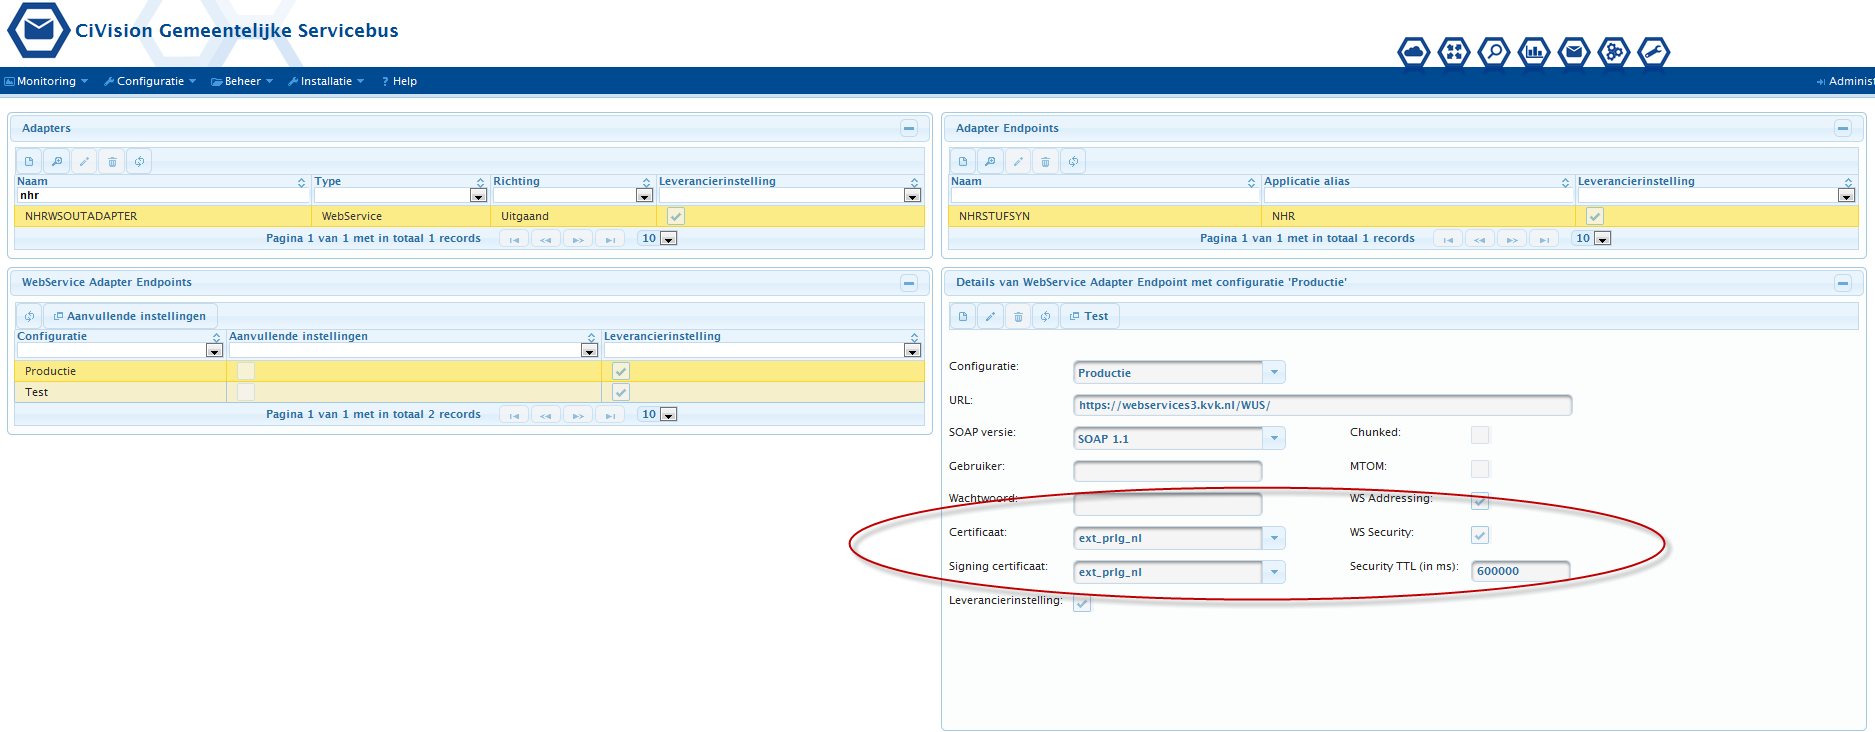 CiVision Gemeentelijke Servicebus
Monitoring Configuratie Beheer Installatie ? Help Administ
Adapters
Naam Type Richting Leverancierinstelling
nhr
NHRWSOUTADAPTER WebService Uitgaand
Pagina 1 van 1 met in totaal 1 records 10
Adapter Endpoints
Naam Applicatie alias Leverancierinstelling
NHRSTUFSYN NHR
Pagina 1 van 1 met in totaal 1 records 10
WebService Adapter Endpoints
Aanvullende instellingen
Configuratie Aanvullende instellingen Leverancierinstelling
Productie
Test
Pagina 1 van 1 met in totaal 2 records 10
Details van WebService Adapter Endpoint met configuratie 'Productie'
Test
Configuratie: Productie
URL: https://webservices3.kvk.nl/WUS/
SOAP versie: SOAP 1.1 Chunked:
Gebruiker: MTOM:
Wachtwoord: WS Addressing:
Certificaat: ext_prlg_nl WS Security:
Signing certificaat: ext_prlg_nl Security TTL (in ms): 600000
Leverancierinstelling: